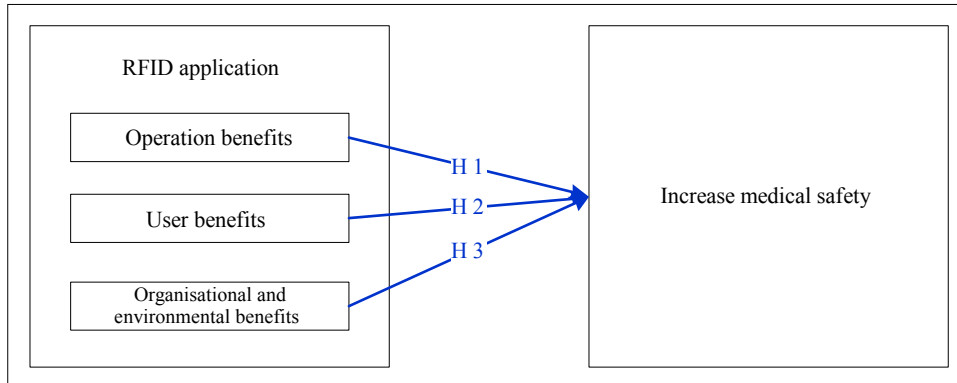 RFID application
Operation benefits
H 1
User benefits
H 2
Increase medical safety
H 3
Organisational and
environmental benefits